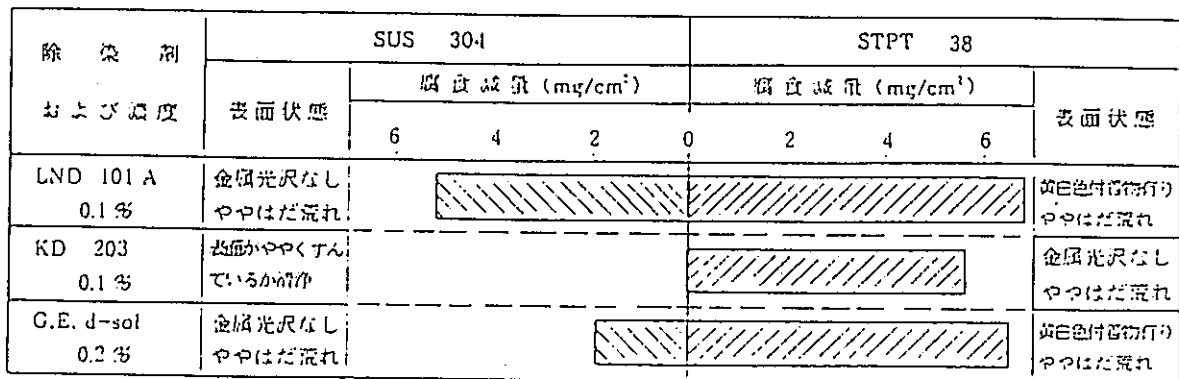 除 染 剤
および濃度
SUS 304
STPT 38
表面状態
腐食減量 (mg/cm²)
腐食減量 (mg/cm²)
表面状態
6 4 2 0 2 4 6
LND 101 A
0.1 %
金属光沢なし
ややはだ荒れ
黄白色付着物有り
ややはだ荒れ
KD 203
0.1 %
表面がややくすん
でいるが清浄
金属光沢なし
ややはだ荒れ
G.E. d-sol
0.2 %
金属光沢なし
ややはだ荒れ
黄白色付着物有り
ややはだ荒れ